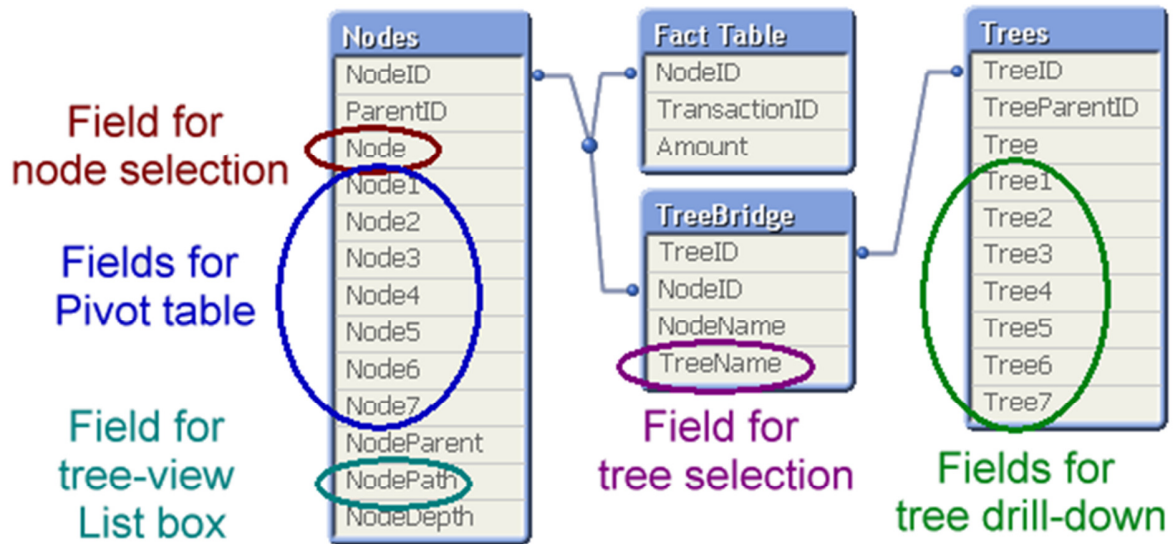 Nodes
NodeID
ParentID
Node
Node1
Node2
Node3
Node4
Node5
Node6
Node7
NodeParent
NodePath
NodeDepth
Fact Table
NodeID
TransactionID
Amount
TreeBridge
TreeID
NodeID
NodeName
TreeName
Trees
TreeID
TreeParentID
Tree
Tree1
Tree2
Tree3
Tree4
Tree5
Tree6
Tree7
Field for
node selection
Fields for
Pivot table
Field for
tree-view
List box
Field for
tree selection
Fields for
tree drill-down